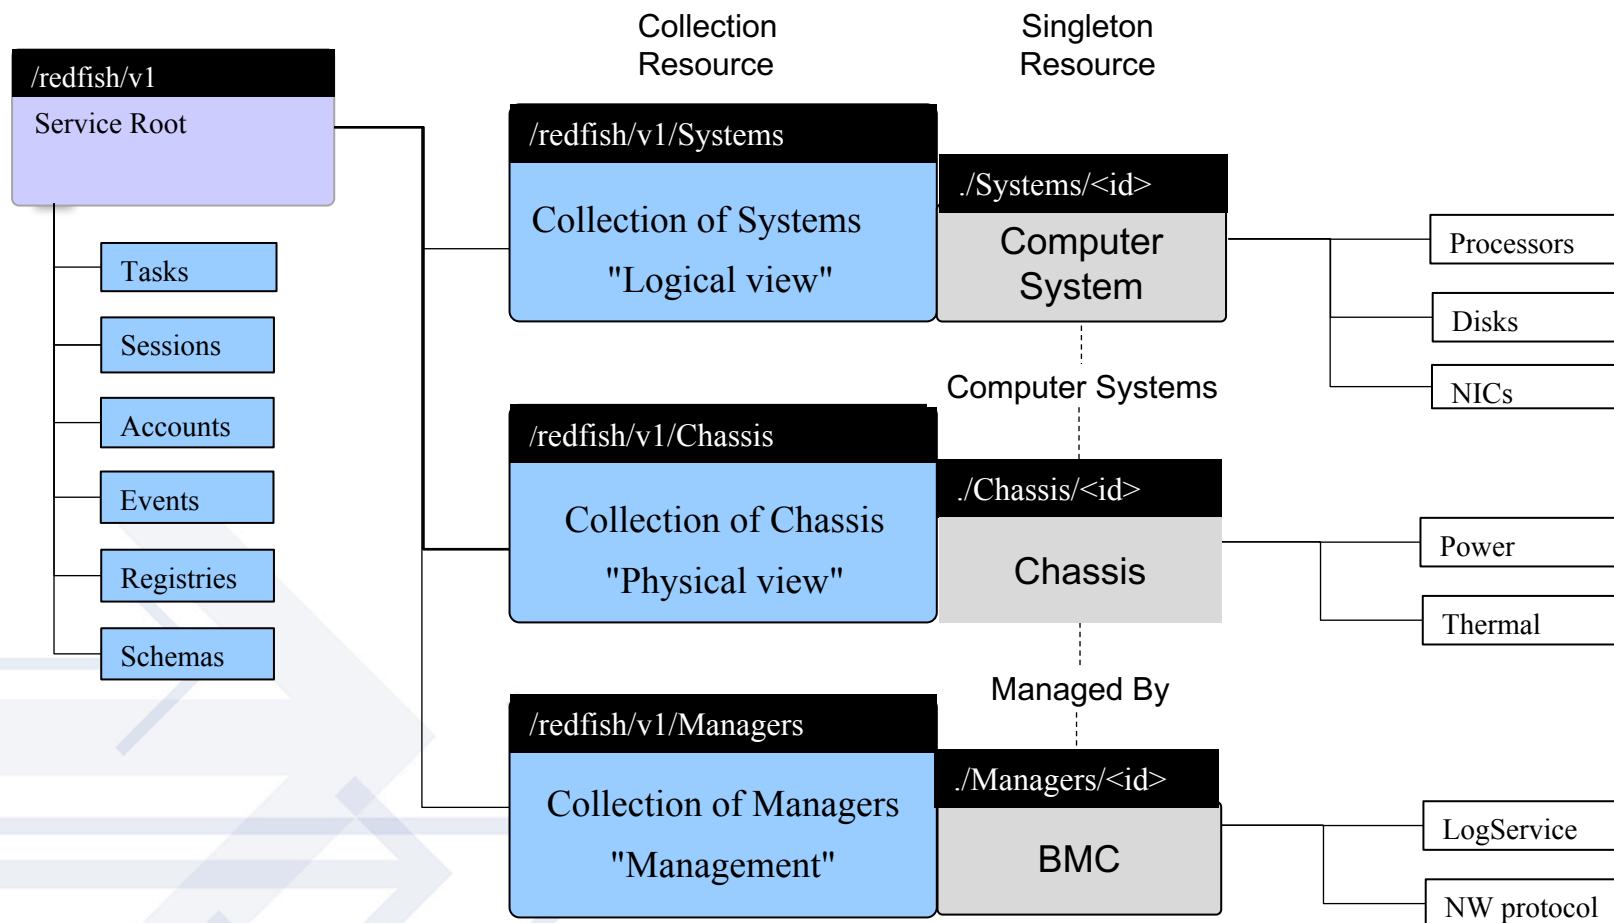 Collection
Resource
Singleton
Resource
/redfish/v1
Service Root
Tasks
Sessions
Accounts
Events
Registries
Schemas
/redfish/v1/Systems
Collection of Systems
"Logical view"
./Systems/<id>
Computer
System
Processors
Disks
NICs
Computer Systems
/redfish/v1/Chassis
Collection of Chassis
"Physical view"
./Chassis/<id>
Chassis
Power
Thermal
Managed By
/redfish/v1/Managers
Collection of Managers
"Management"
./Managers/<id>
BMC
LogService
NW protocol